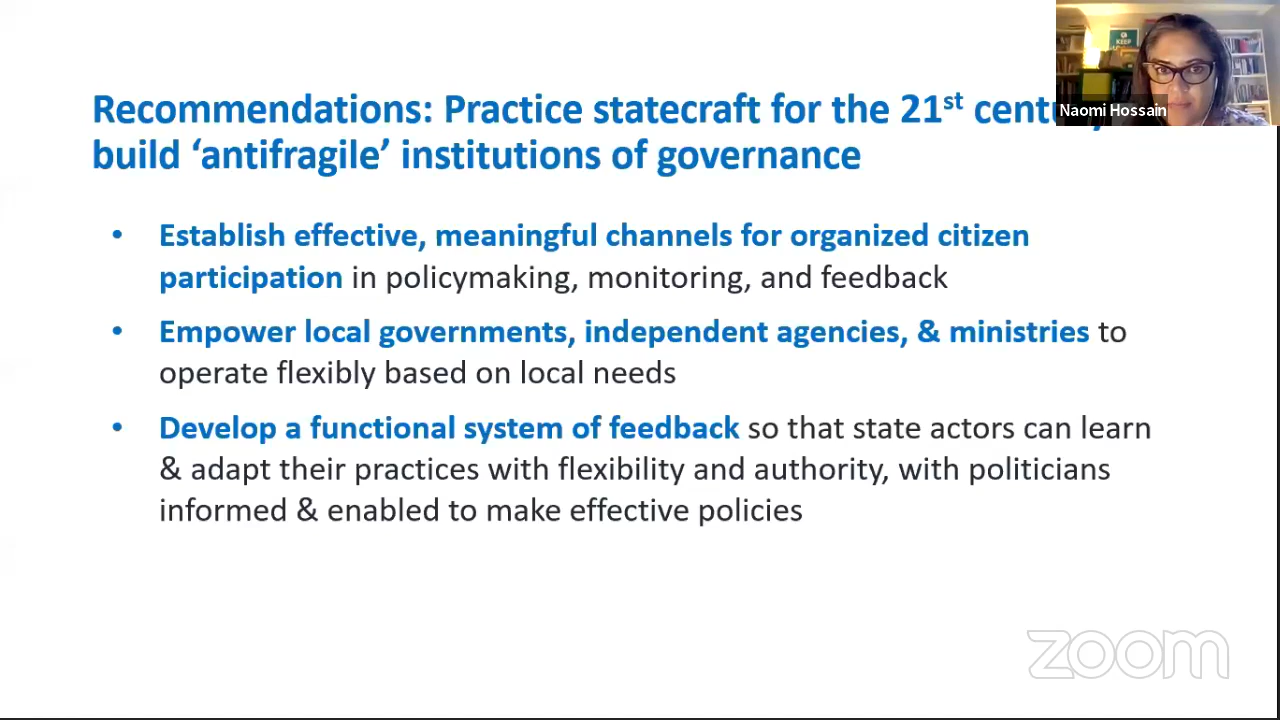 Recommendations: Practice statecraft for the 21st
build ‘antifragile’ institutions of governance
• Establish effective, meaningful channels for organized citizen
participation in policymaking, monitoring, and feedback
• Empower local governments, independent agencies, & ministries to
operate flexibly based on local needs
• Develop a functional system of feedback so that state actors can learn
& adapt their practices with flexibility and authority, with politicians
informed & enabled to make effective policies
KEEP
Naomi Hossain
zoom